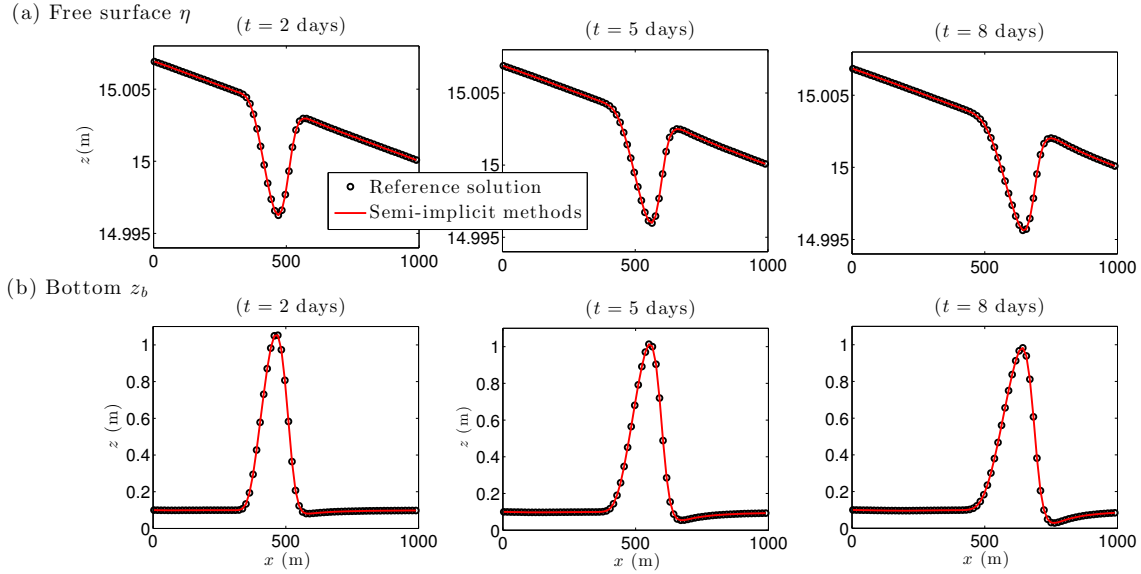 (a) Free surface η
(t = 2 days) (t = 5 days) (t = 8 days)
15.005 15.005 15.005
z(m)
15 15 15
Reference solution
Semi-implicit methods
14.995 14.995 14.995
0 500 1000 0 500 1000 0 500 1000
(b) Bottom z_b
(t = 2 days) (t = 5 days) (t = 8 days)
1 1 1
0.8 0.8 0.8
z (m) z (m) z (m)
0.6 0.6 0.6
0.4 0.4 0.4
0.2 0.2 0.2
0 0 0
0 500 1000 0 500 1000 0 500 1000
x (m) x (m) x (m)